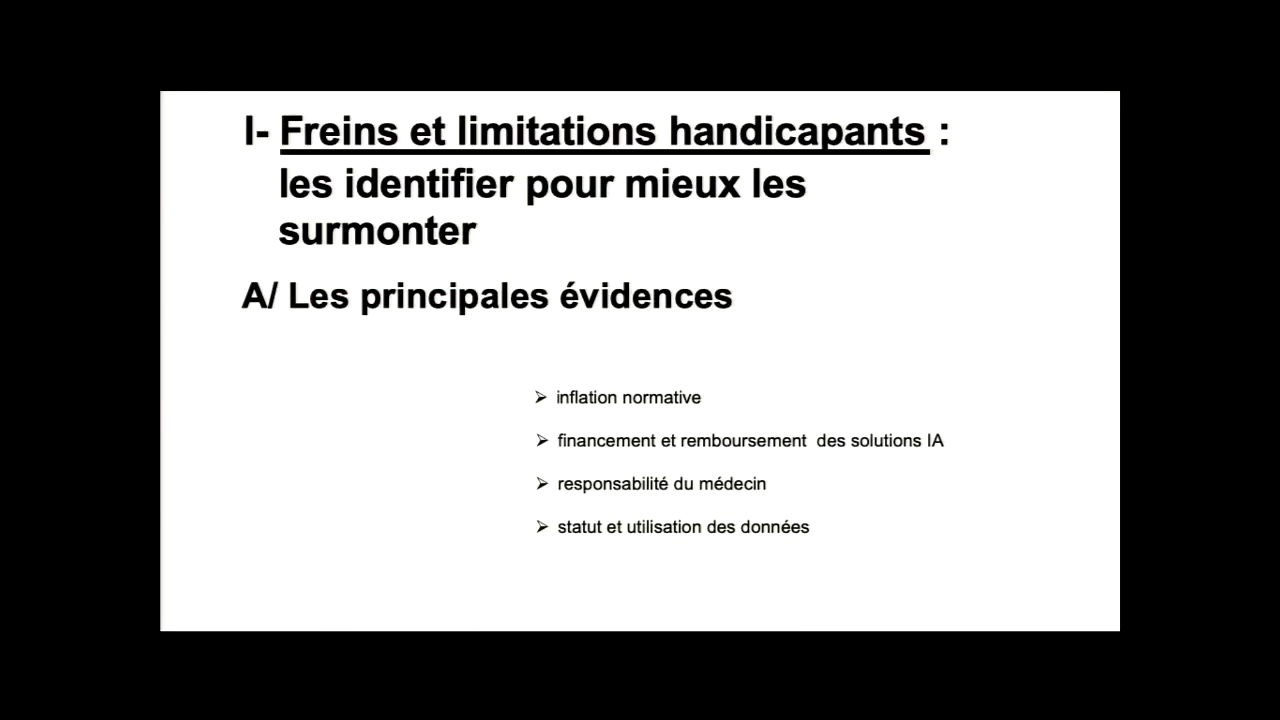 I- Freins et limitations handicapants :
les identifier pour mieux les
surmonter
A/ Les principales évidences
➢ inflation normative
➢ financement et remboursement des solutions IA
➢ responsabilité du médecin
➢ statut et utilisation des données